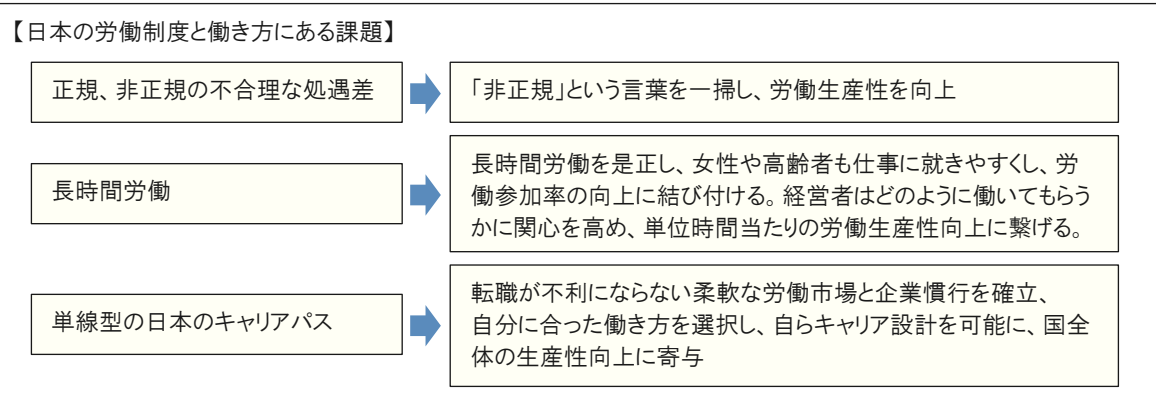 【日本の労働制度と働き方にある課題】
正規、非正規の不合理な処遇差
「非正規」という言葉を一掃し、労働生産性を向上
長時間労働
長時間労働を是正し、女性や高齢者も仕事に就きやすくし、労
働参加率の向上に結び付ける。経営者はどのように働いてもらう
かに関心を高め、単位時間当たりの労働生産性向上に繋げる。
単線型の日本のキャリアパス
転職が不利にならない柔軟な労働市場と企業慣行を確立、
自分に合った働き方を選択し、自らキャリア設計を可能に、国全
体の生産性向上に寄与